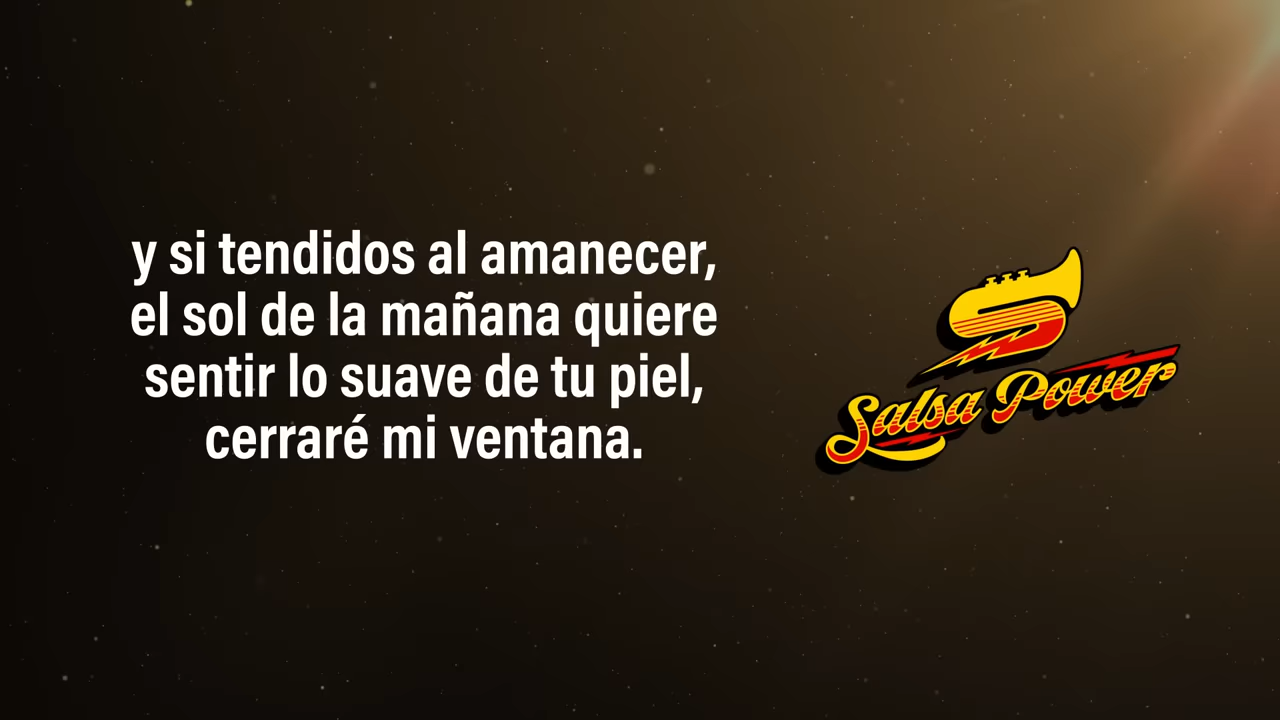 y si tendidos al amanecer,
el sol de la mañana quiere
sentir lo suave de tu piel,
cerraré mi ventana.
Salsa Power